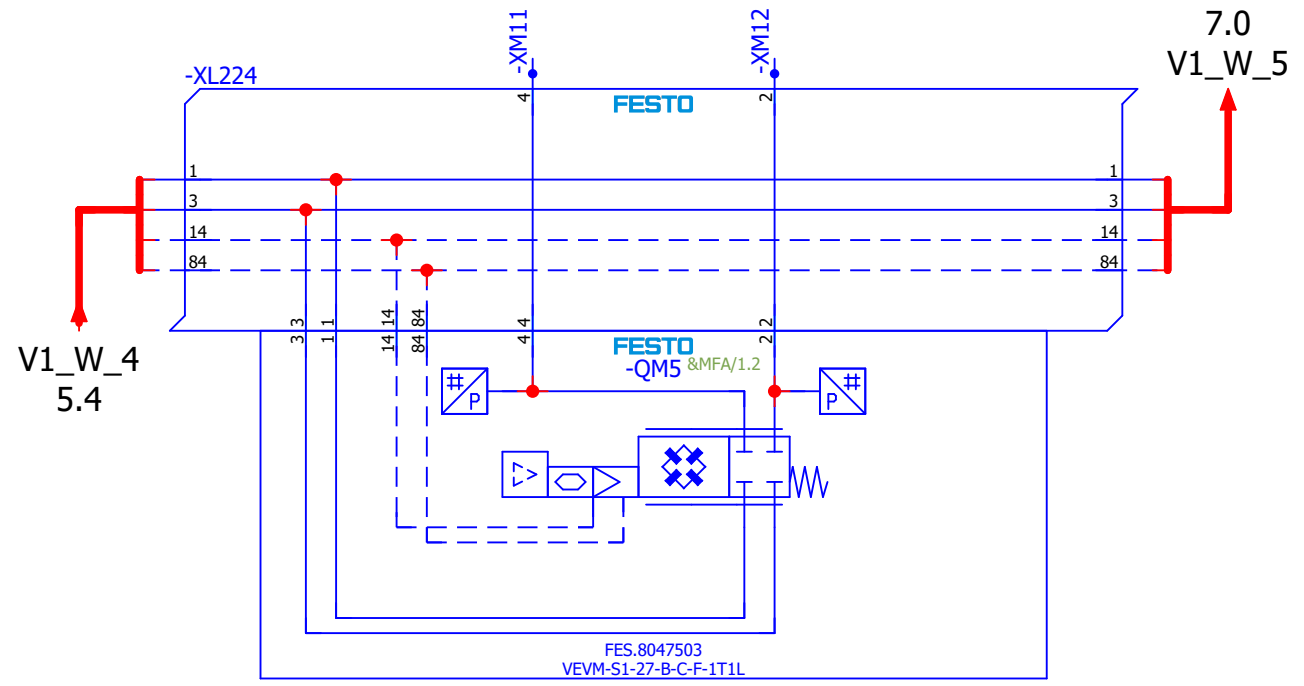 -XM11
-XM12
7.0
V1_W_5
-XL224
4
FESTO
2
1
1
3
3
14
14
84
84
3 3
1 1
14 14
84 84
4 4
2 2
V1_W_4
5.4
FESTO
-QM5 &MFA/1.2
#
P
#
P
FES.8047503
VEVM-S1-27-B-C-F-1T1L